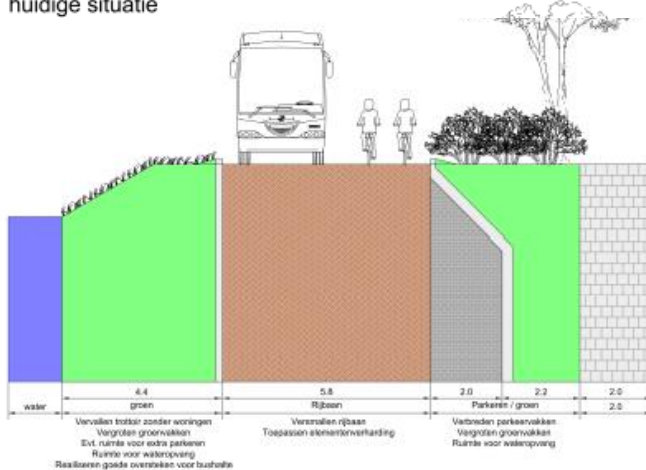 huidige situatie
4.4
5.8
2.0
2.2
2.0
water
groen
Rijbaan
Parkeren / groen
2.0
Vervallen trottoir zonder woningen
Vergroten groenvakken
Evt. ruimte voor extra parkeren
Ruimte voor wateropvang
Realiseren goede oversteken voor bushalte
Versmallen rijbaan
Toepassen elementenverharding
Verbreden parkeervakken
Vergroten groenvakken
Ruimte voor wateropvang